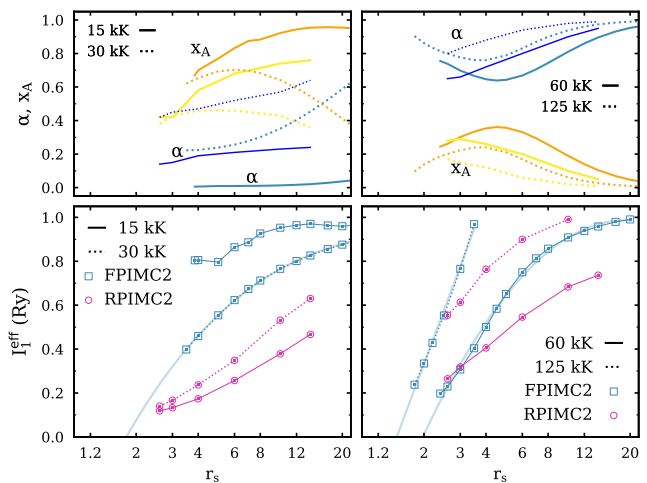 15 kK
30 kK
x_A
α
α
α, x_A
1.0
0.8
0.6
0.4
0.2
0.0
α
60 kK
125 kK
x_A
15 kK
30 kK
FPIMC2
RPIMC2
I_1^eff (Ry)
1.0
0.8
0.6
0.4
0.2
0.0
1.2 2 3 4 6 8 12 20
r_s
60 kK
125 kK
FPIMC2
RPIMC2
1.2 2 3 4 6 8 12 20
r_s